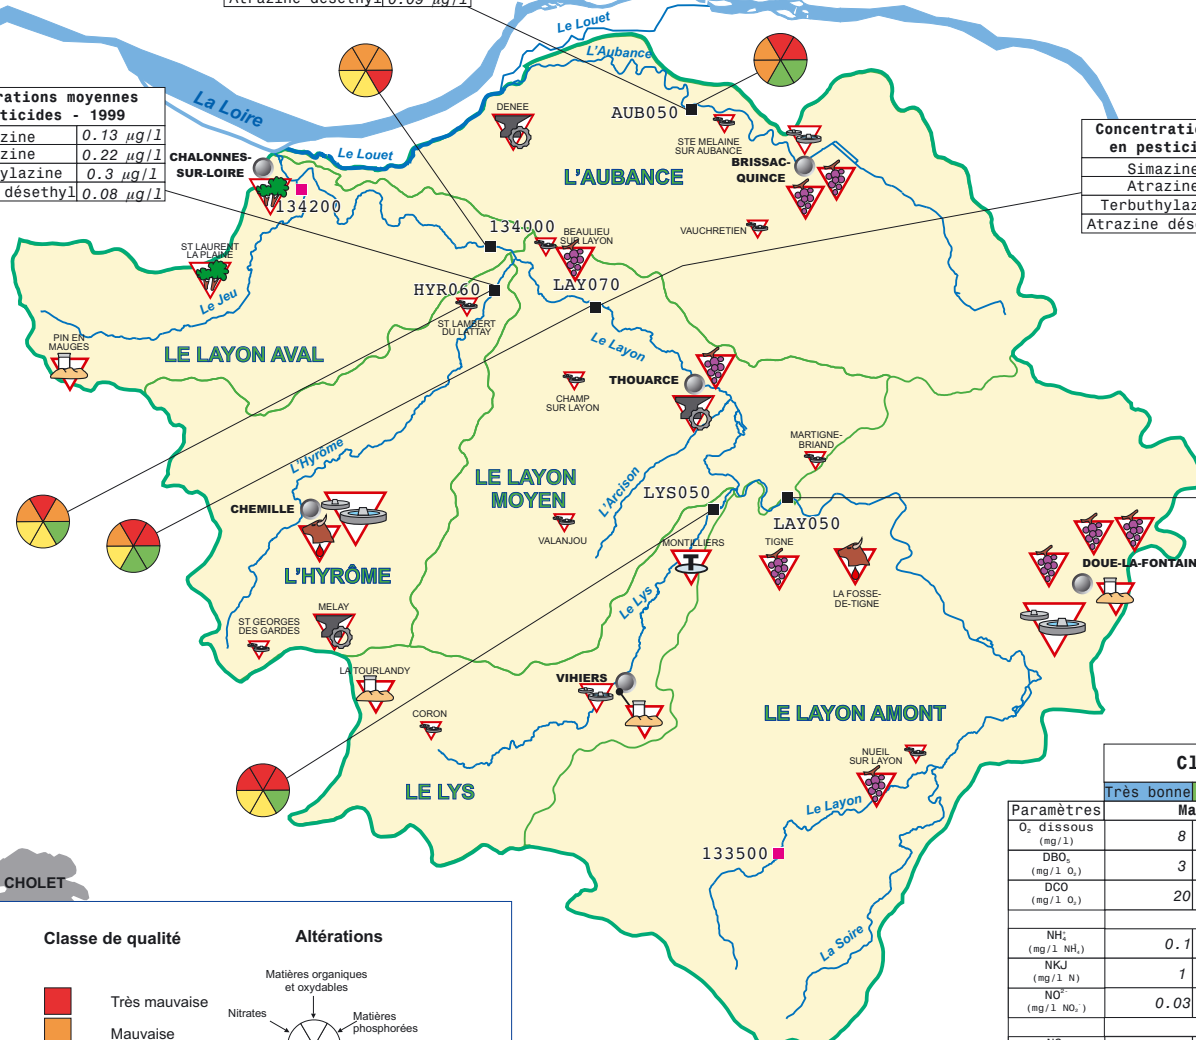 Atrazine désethyl 0.09 µg/l
Le Louet
L'Aubance
La Loire
rations moyennes
ticides - 1999
azine 0.13 µg/l
zine 0.22 µg/l
ylazine 0.3 µg/l
désethyl 0.08 µg/l
DENEE
AUB050
STE MELAINE
SUR AUBANCE
Concentratio
en pestici
Simazine
Atrazine
Terbuthylaz
Atrazine dése
CHALONNES-
SUR-LOIRE
Le Louet
L'AUBANCE
BRISSAC-
QUINCE
134200
134000
BEAULIEU
SUR LAYON
VAUCHRETIEN
ST LAURENT
LA PLAINE
Le Jeu
HYR060
LAY070
ST LAMBERT
DU LATTAY
PIN EN
MAUGES
LE LAYON AVAL
Le Layon
THOUARCE
CHAMP
SUR LAYON
MARTIGNE-
BRIAND
L'Hyrôme
LE LAYON
MOYEN
L'Arcison
LYS050
CHEMILLE
LAY050
VALANJOU
MONTILLIERS
TIGNE
DOUE-LA-FONTAIN
L'HYRÔME
LA FOSSE-
DE-TIGNE
Le Lys
MELAY
ST GEORGES
DES GARDES
LA TOURLANDY
VIHIERS
CORON
LE LAYON AMONT
NUEIL
SUR LAYON
LE LYS
Le Layon
133500
La Soire
CHOLET
Cl
Très bonne
Paramètres Ma
O₂ dissous
(mg/l) 8
DBO₅
(mg/l O₂) 3
DCO
(mg/l O₂) 20
NH₄⁺
(mg/l NH₄) 0.1
NKJ
(mg/l N) 1
NO²⁻
(mg/l NO₂⁻) 0.03
Classe de qualité
Altérations
Matières organiques
et oxydables
Nitrates
Matières
phosphorées
Très mauvaise
Mauvaise